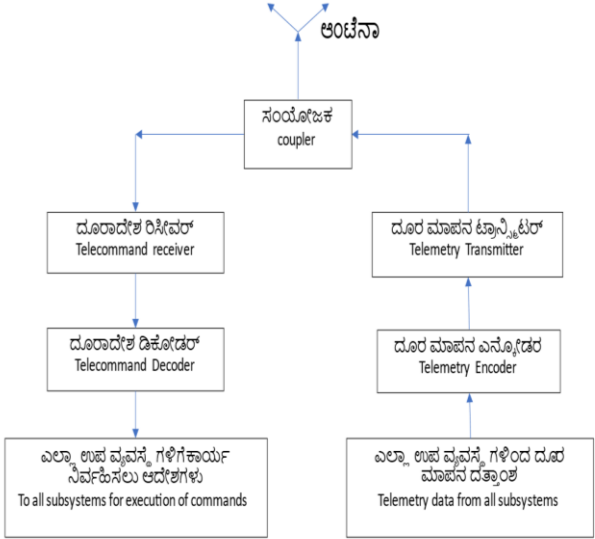 ಆಂಟೆನಾ
ಸಂಯೋಜಕ
coupler
ದೂರಾದೇಶ ರಿಸೀವರ್
Telecommand receiver
ದೂರ ಮಾಪನ ಟ್ರಾನ್ಸ್ಮಿಟರ್
Telemetry Transmitter
ದೂರಾದೇಶ ಡಿಕೋಡರ್
Telecommand Decoder
ದೂರ ಮಾಪನ ಎನ್ಕೋಡರ
Telemetry Encoder
ಎಲ್ಲಾ ಉಪ ವ್ಯವಸ್ಥೆ ಗಳಿಗೆಕಾರ್ಯ
ನಿರ್ವಹಿಸಲು ಆದೇಶಗಳು
To all subsystems for execution of commands
ಎಲ್ಲಾ ಉಪ ವ್ಯವಸ್ಥೆ ಗಳಿಂದ ದೂರ
ಮಾಪನ ದತ್ತಾಂಶ
Telemetry data from all subsystems